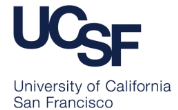 UCSF
University of California
San Francisco